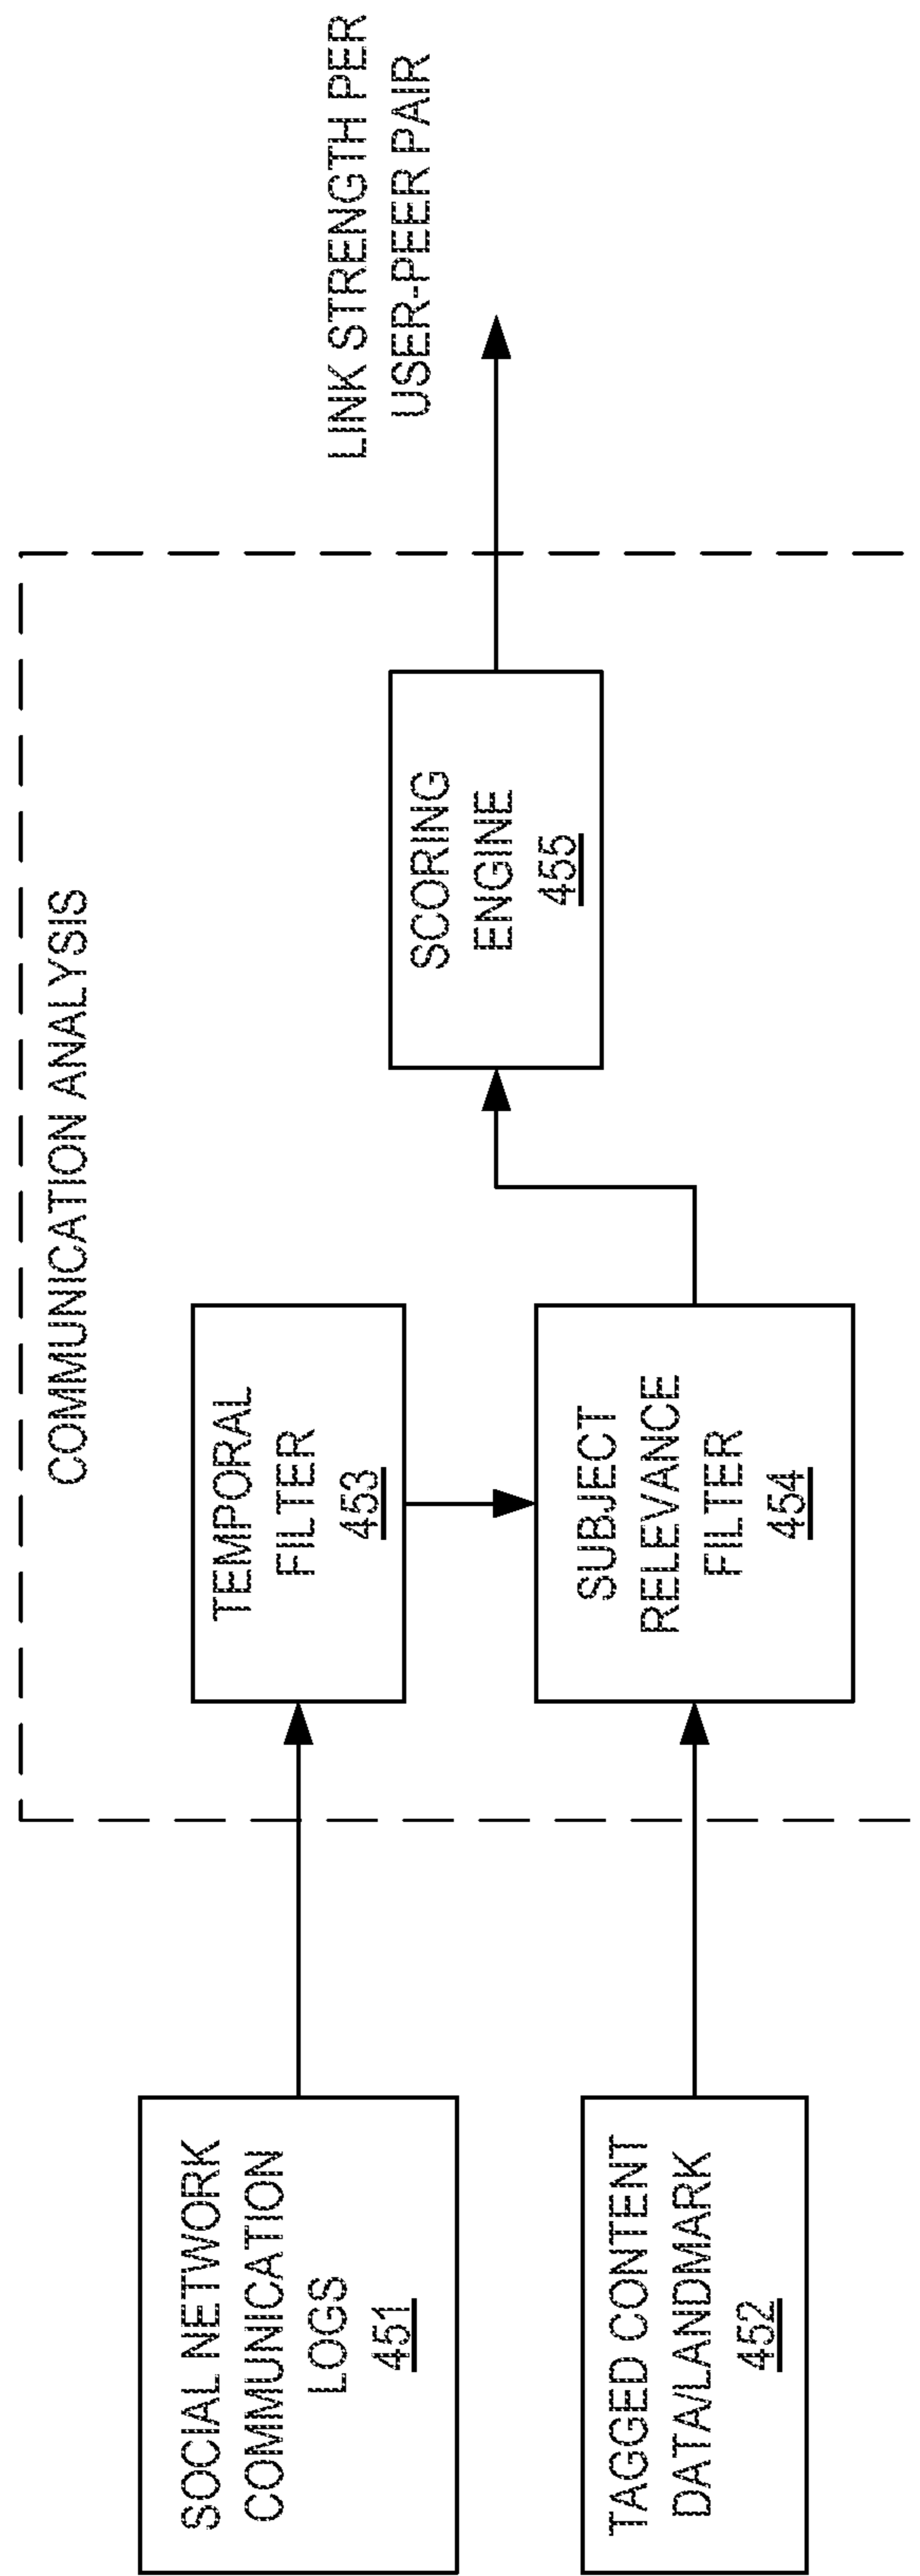 COMMUNICATION ANALYSIS
SOCIAL NETWORK
COMMUNICATION
LOGS
451
TEMPORAL
FILTER
453
TAGGED CONTENT
DATA/LANDMARK
452
SUBJECT
RELEVANCE
FILTER
454
SCORING
ENGINE
455
LINK STRENGTH PER
USER-PEER PAIR